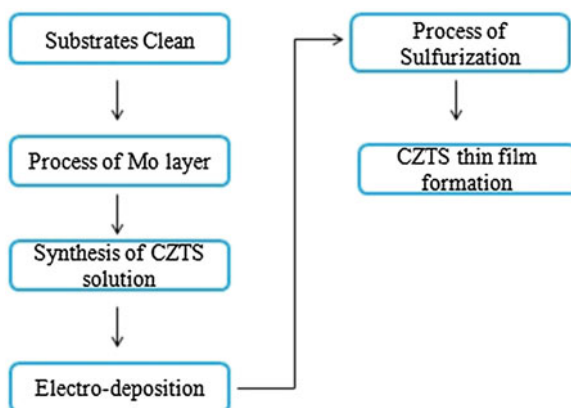 Substrates Clean
Process of Mo layer
Synthesis of CZTS
solution
Electro-deposition
Process of
Sulfurization
CZTS thin film
formation